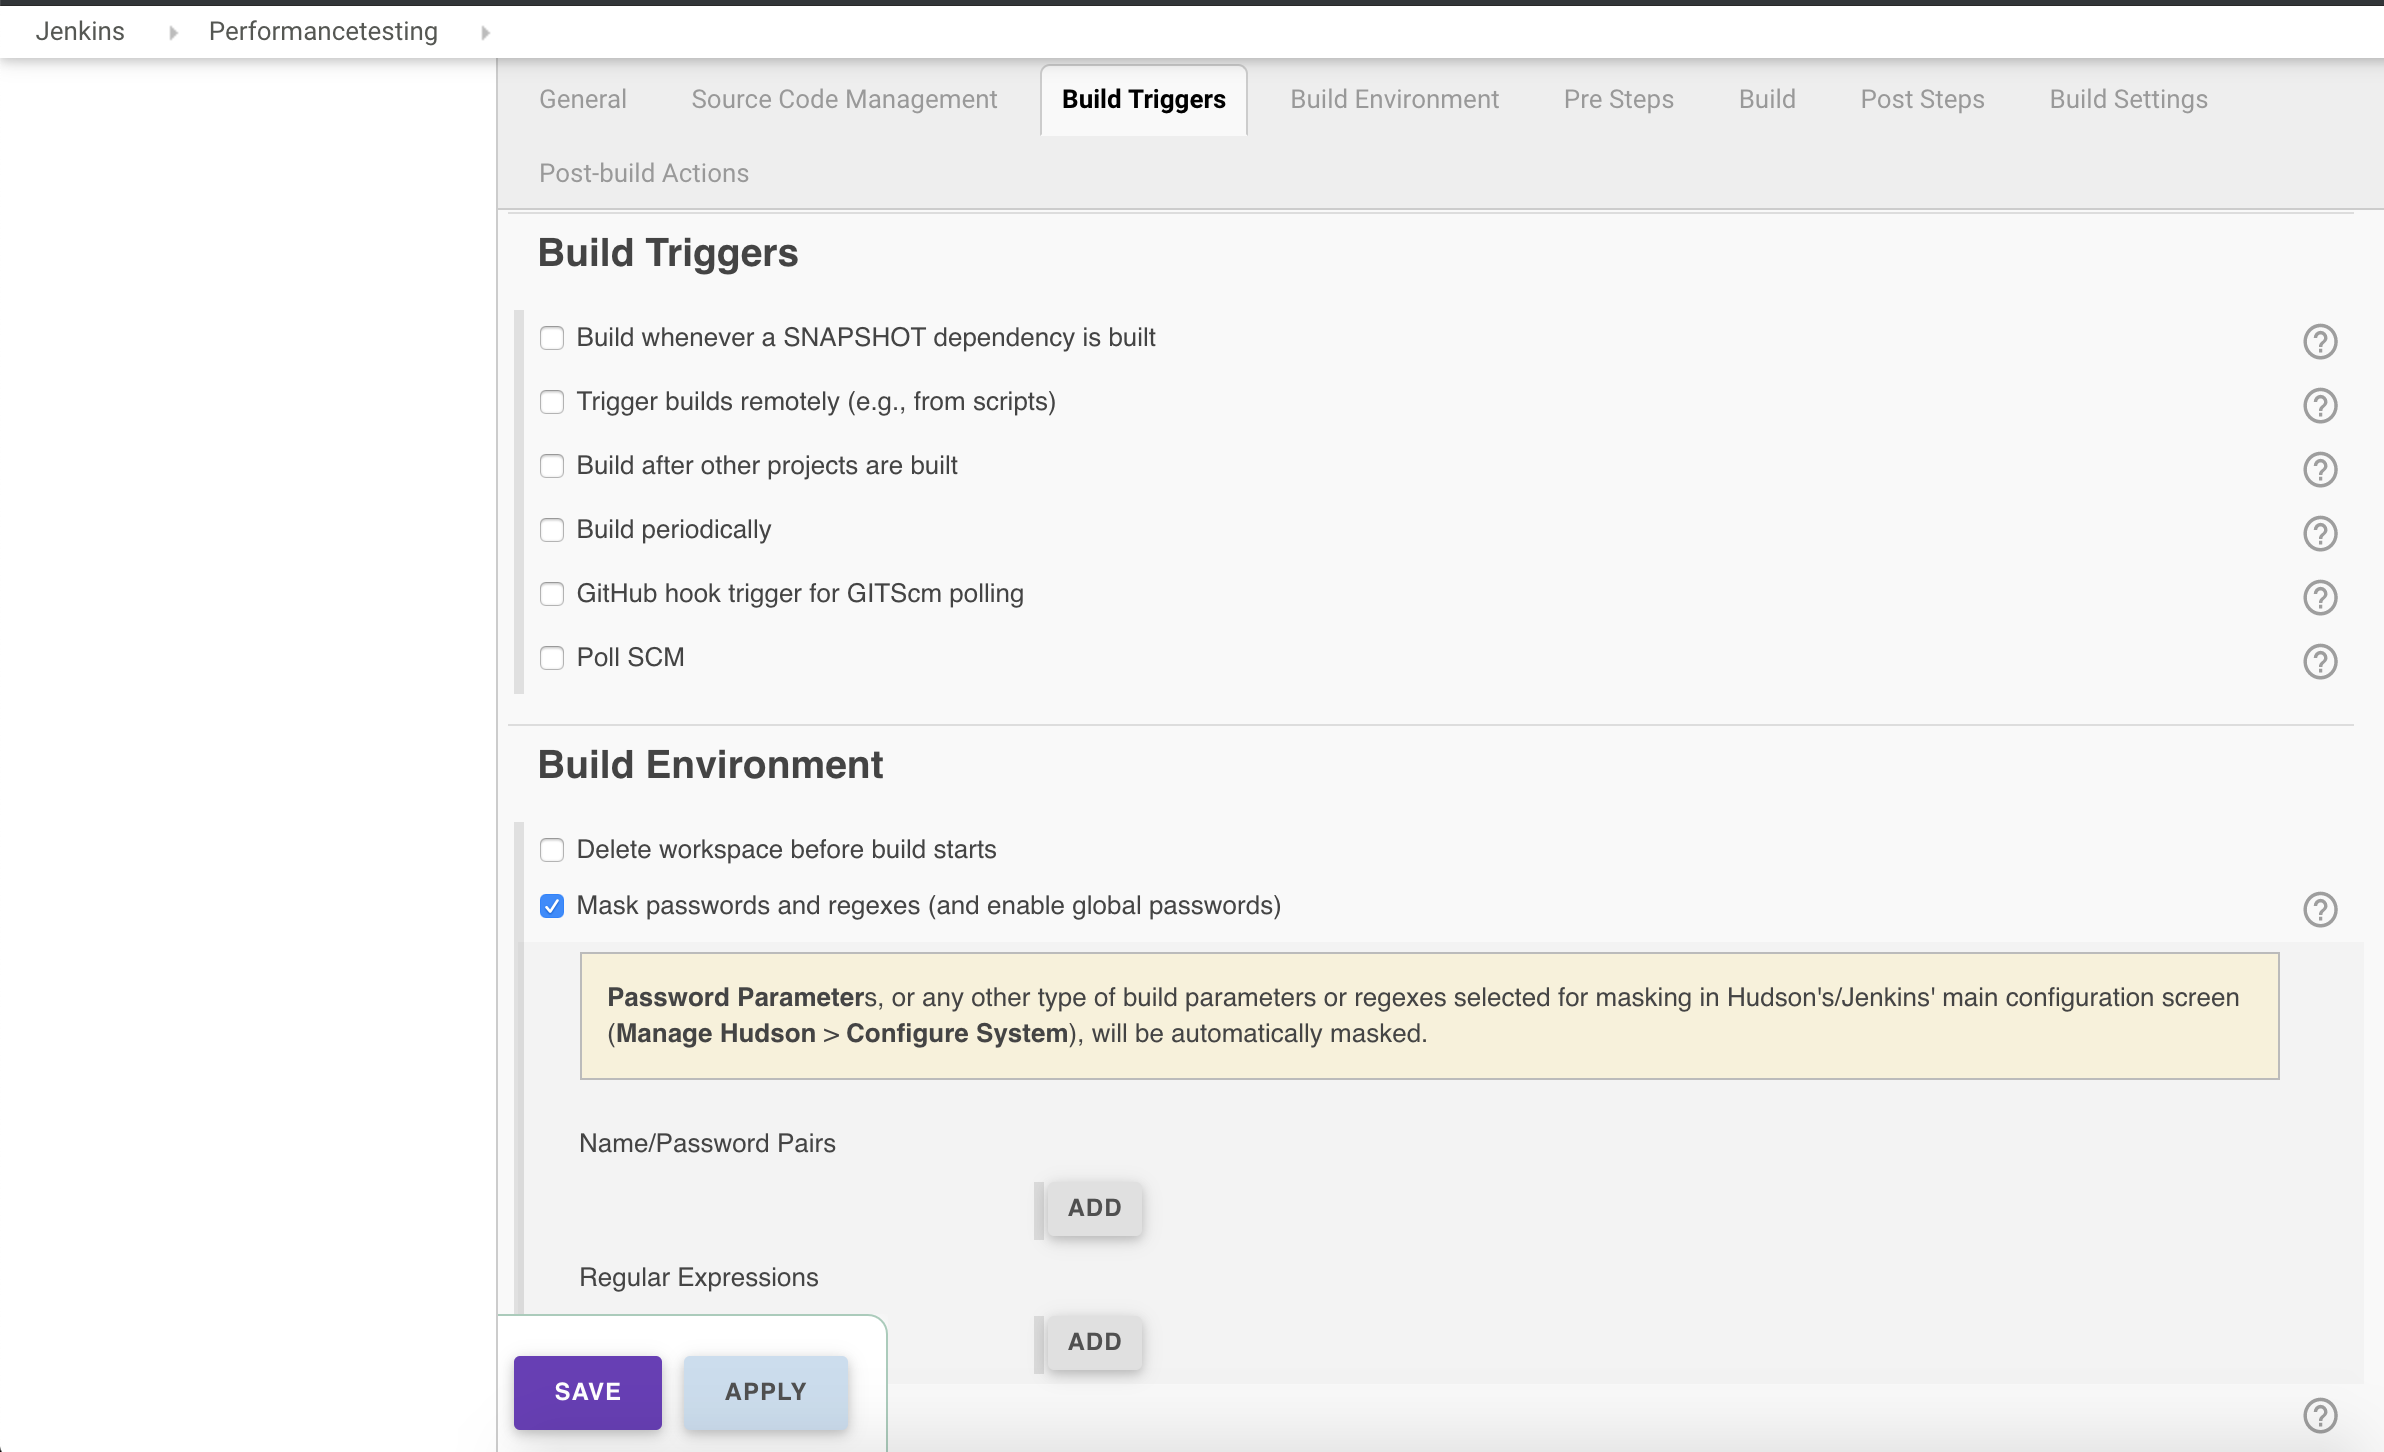 Jenkins
Performancetesting
General
Source Code Management
Build Triggers
Build Environment
Pre Steps
Build
Post Steps
Build Settings
Post-build Actions
Build Triggers
Build whenever a SNAPSHOT dependency is built
Trigger builds remotely (e.g., from scripts)
Build after other projects are built
Build periodically
GitHub hook trigger for GITScm polling
Poll SCM
Build Environment
Delete workspace before build starts
Mask passwords and regexes (and enable global passwords)
Password Parameters, or any other type of build parameters or regexes selected for masking in Hudson's/Jenkins' main configuration screen
(Manage Hudson > Configure System), will be automatically masked.
Name/Password Pairs
ADD
Regular Expressions
ADD
SAVE
APPLY